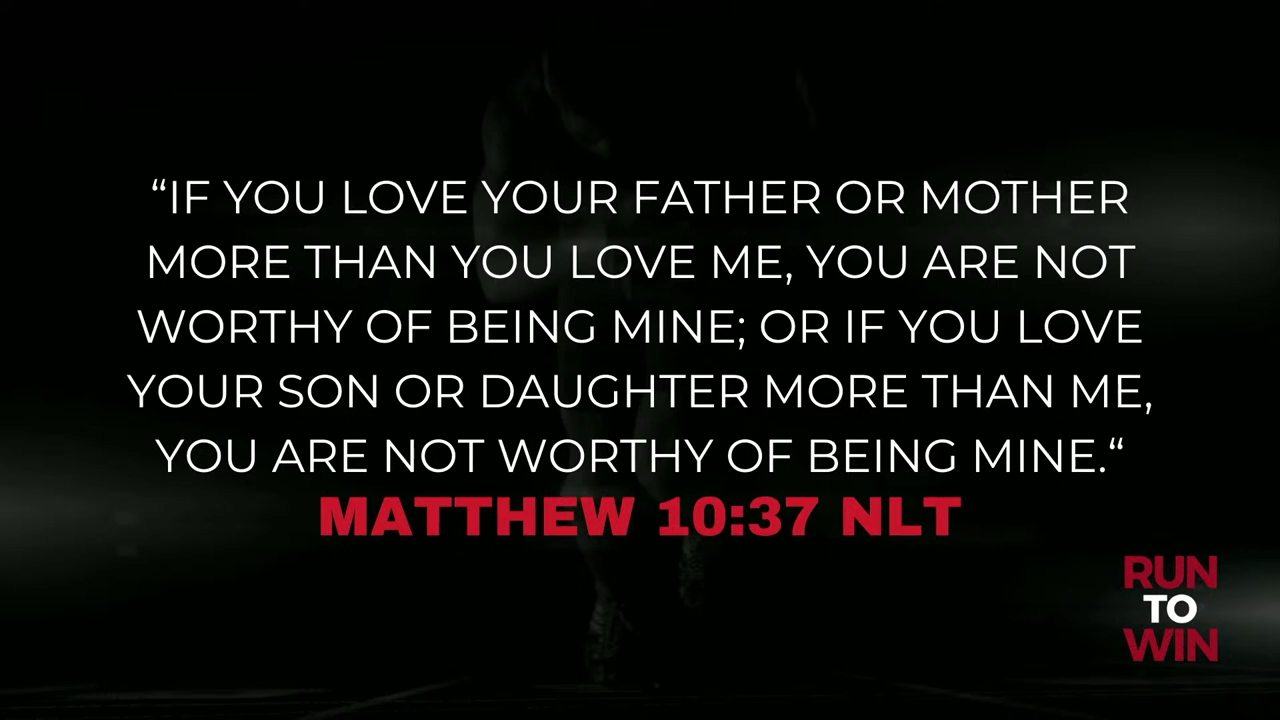 “IF YOU LOVE YOUR FATHER OR MOTHER
MORE THAN YOU LOVE ME, YOU ARE NOT
WORTHY OF BEING MINE; OR IF YOU LOVE
YOUR SON OR DAUGHTER MORE THAN ME,
YOU ARE NOT WORTHY OF BEING MINE.“
MATTHEW 10:37 NLT
RUN
TO
WIN